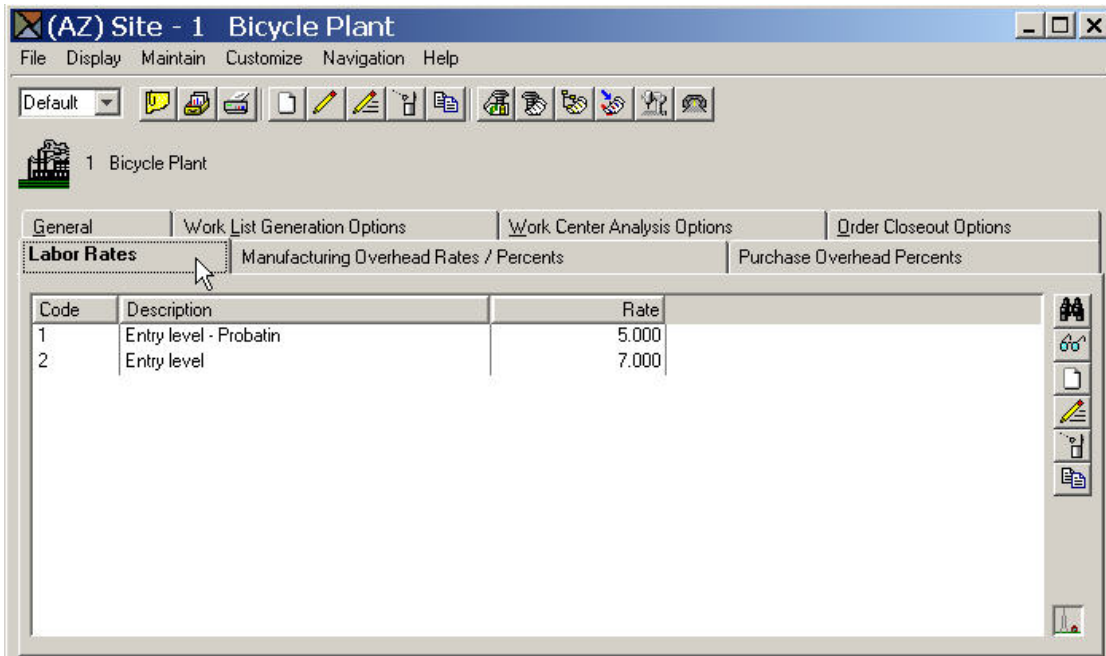 (AZ) Site - 1 Bicycle Plant
File Display Maintain Customize Navigation Help
Default
1 Bicycle Plant
General Work List Generation Options Work Center Analysis Options Order Closeout Options
Labor Rates Manufacturing Overhead Rates / Percents Purchase Overhead Percents
Code Description Rate
1 Entry level - Probatin 5.000
2 Entry level 7.000